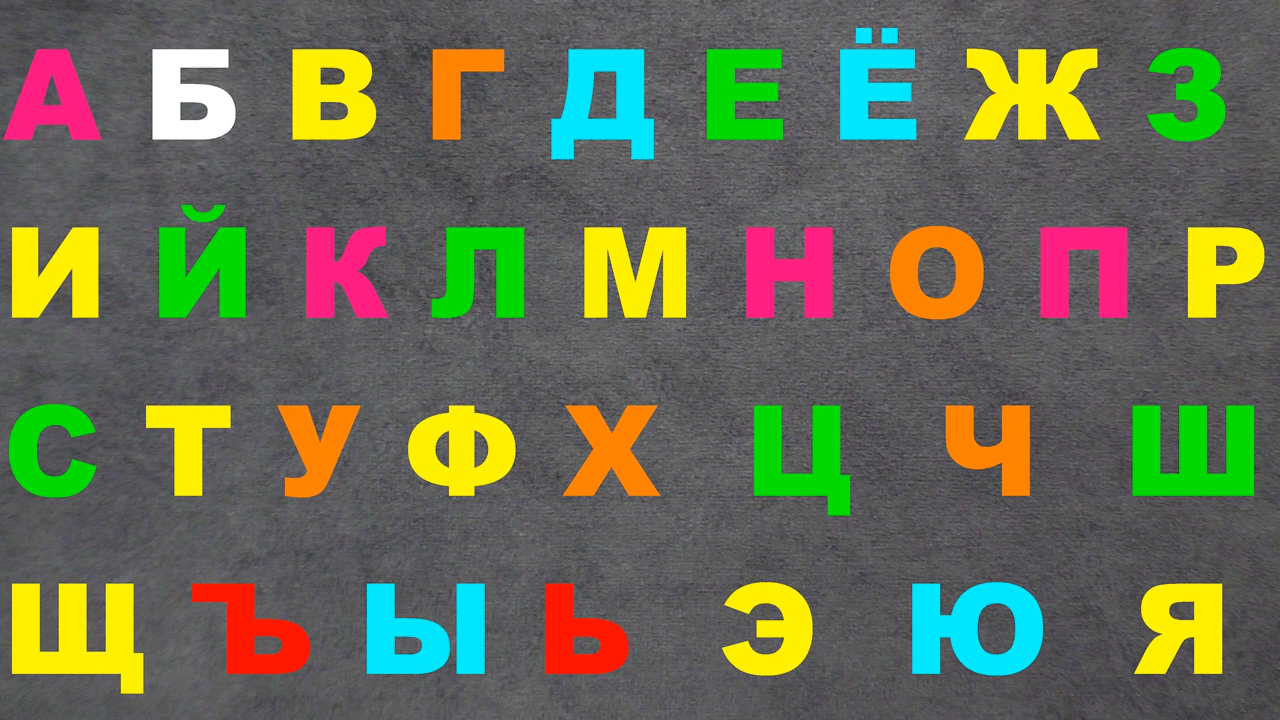 А Б В Г Д Е Ё Ж З
И Й К Л М Н О П Р
С Т У Ф Х Ц Ч Ш
Щ Ъ Ы Ь Э Ю Я